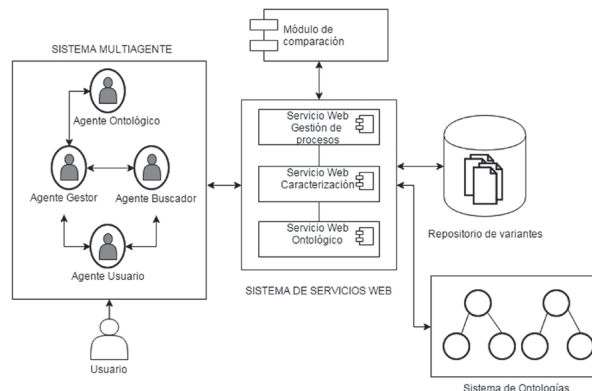 Módulo de
comparación
SISTEMA MULTIAGENTE
Agente Ontológico
Agente Gestor
Agente Buscador
Agente Usuario
Usuario
Servicio Web
Gestión de
procesos
Servicio Web
Caracterización
Servicio Web
Ontológico
SISTEMA DE SERVICIOS WEB
Repositorio de variantes
Sistema de Ontologías